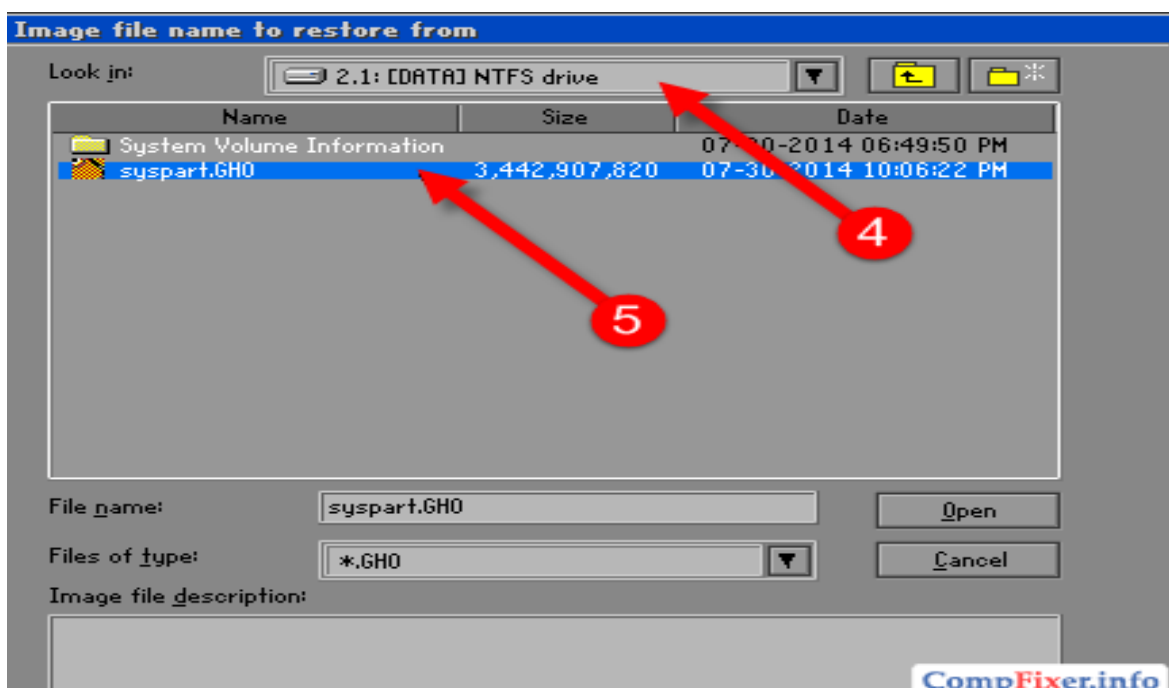 Image file name to restore from
Look in: 2.1: [DATA] NTFS drive
Name Size Date
System Volume Information 07-30-2014 06:49:50 PM
syspart.GHO 3,442,907,820 07-30-2014 10:06:22 PM
4
5
File name: syspart.GHO Open
Files of type: *.GHO Cancel
Image file description:
CompFixer.info